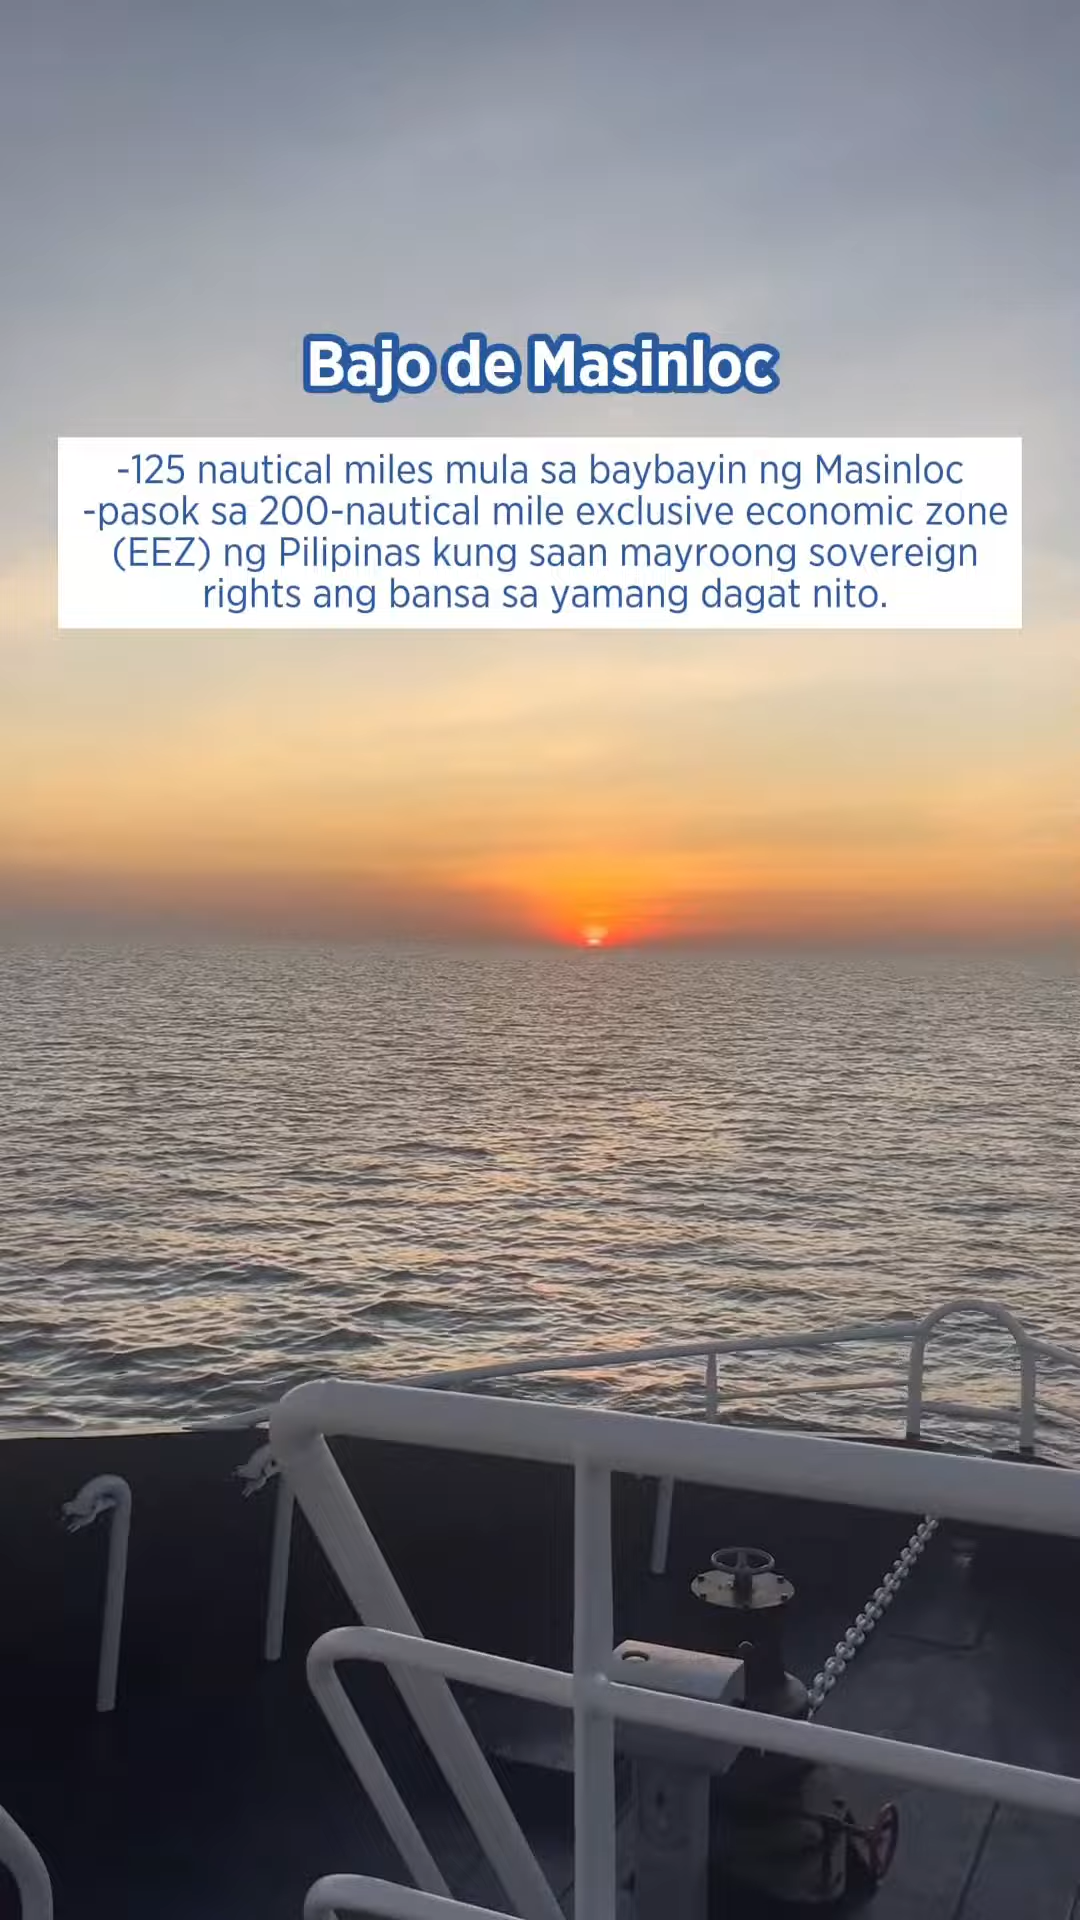 Bajo de Masinloc
-125 nautical miles mula sa baybayin ng Masinloc
-pasok sa 200-nautical mile exclusive economic zone
(EEZ) ng Pilipinas kung saan mayroong sovereign
rights ang bansa sa yamang dagat nito.